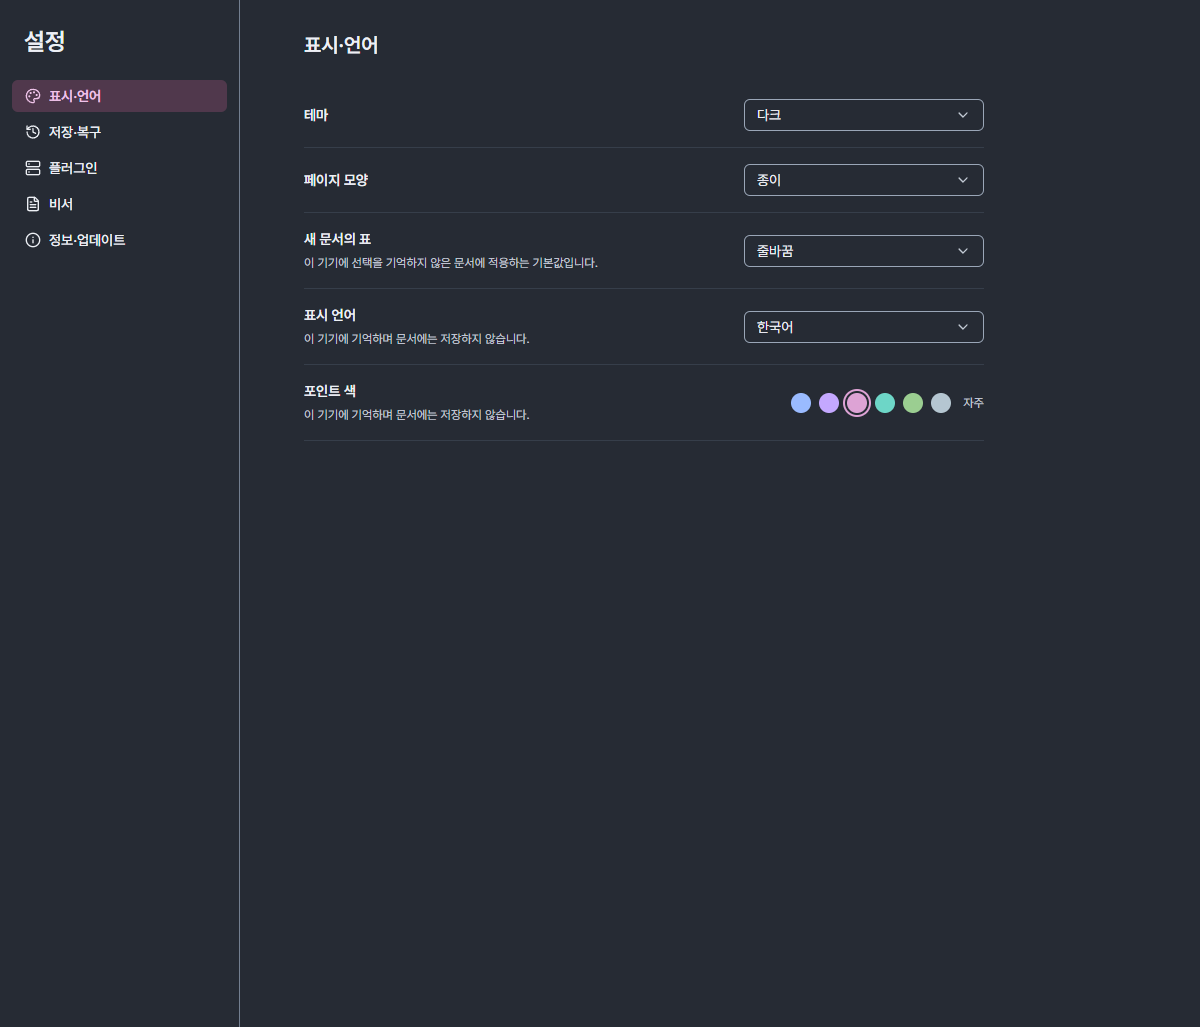 설정
표시·언어
저장·복구
플러그인
비서
정보·업데이트
표시·언어
테마
다크
페이지 모양
종이
새 문서의 표
이 기기에 선택을 기억하지 않은 문서에 적용하는 기본값입니다.
줄바꿈
표시 언어
이 기기에 기억하며 문서에는 저장하지 않습니다.
한국어
포인트 색
이 기기에 기억하며 문서에는 저장하지 않습니다.
자주